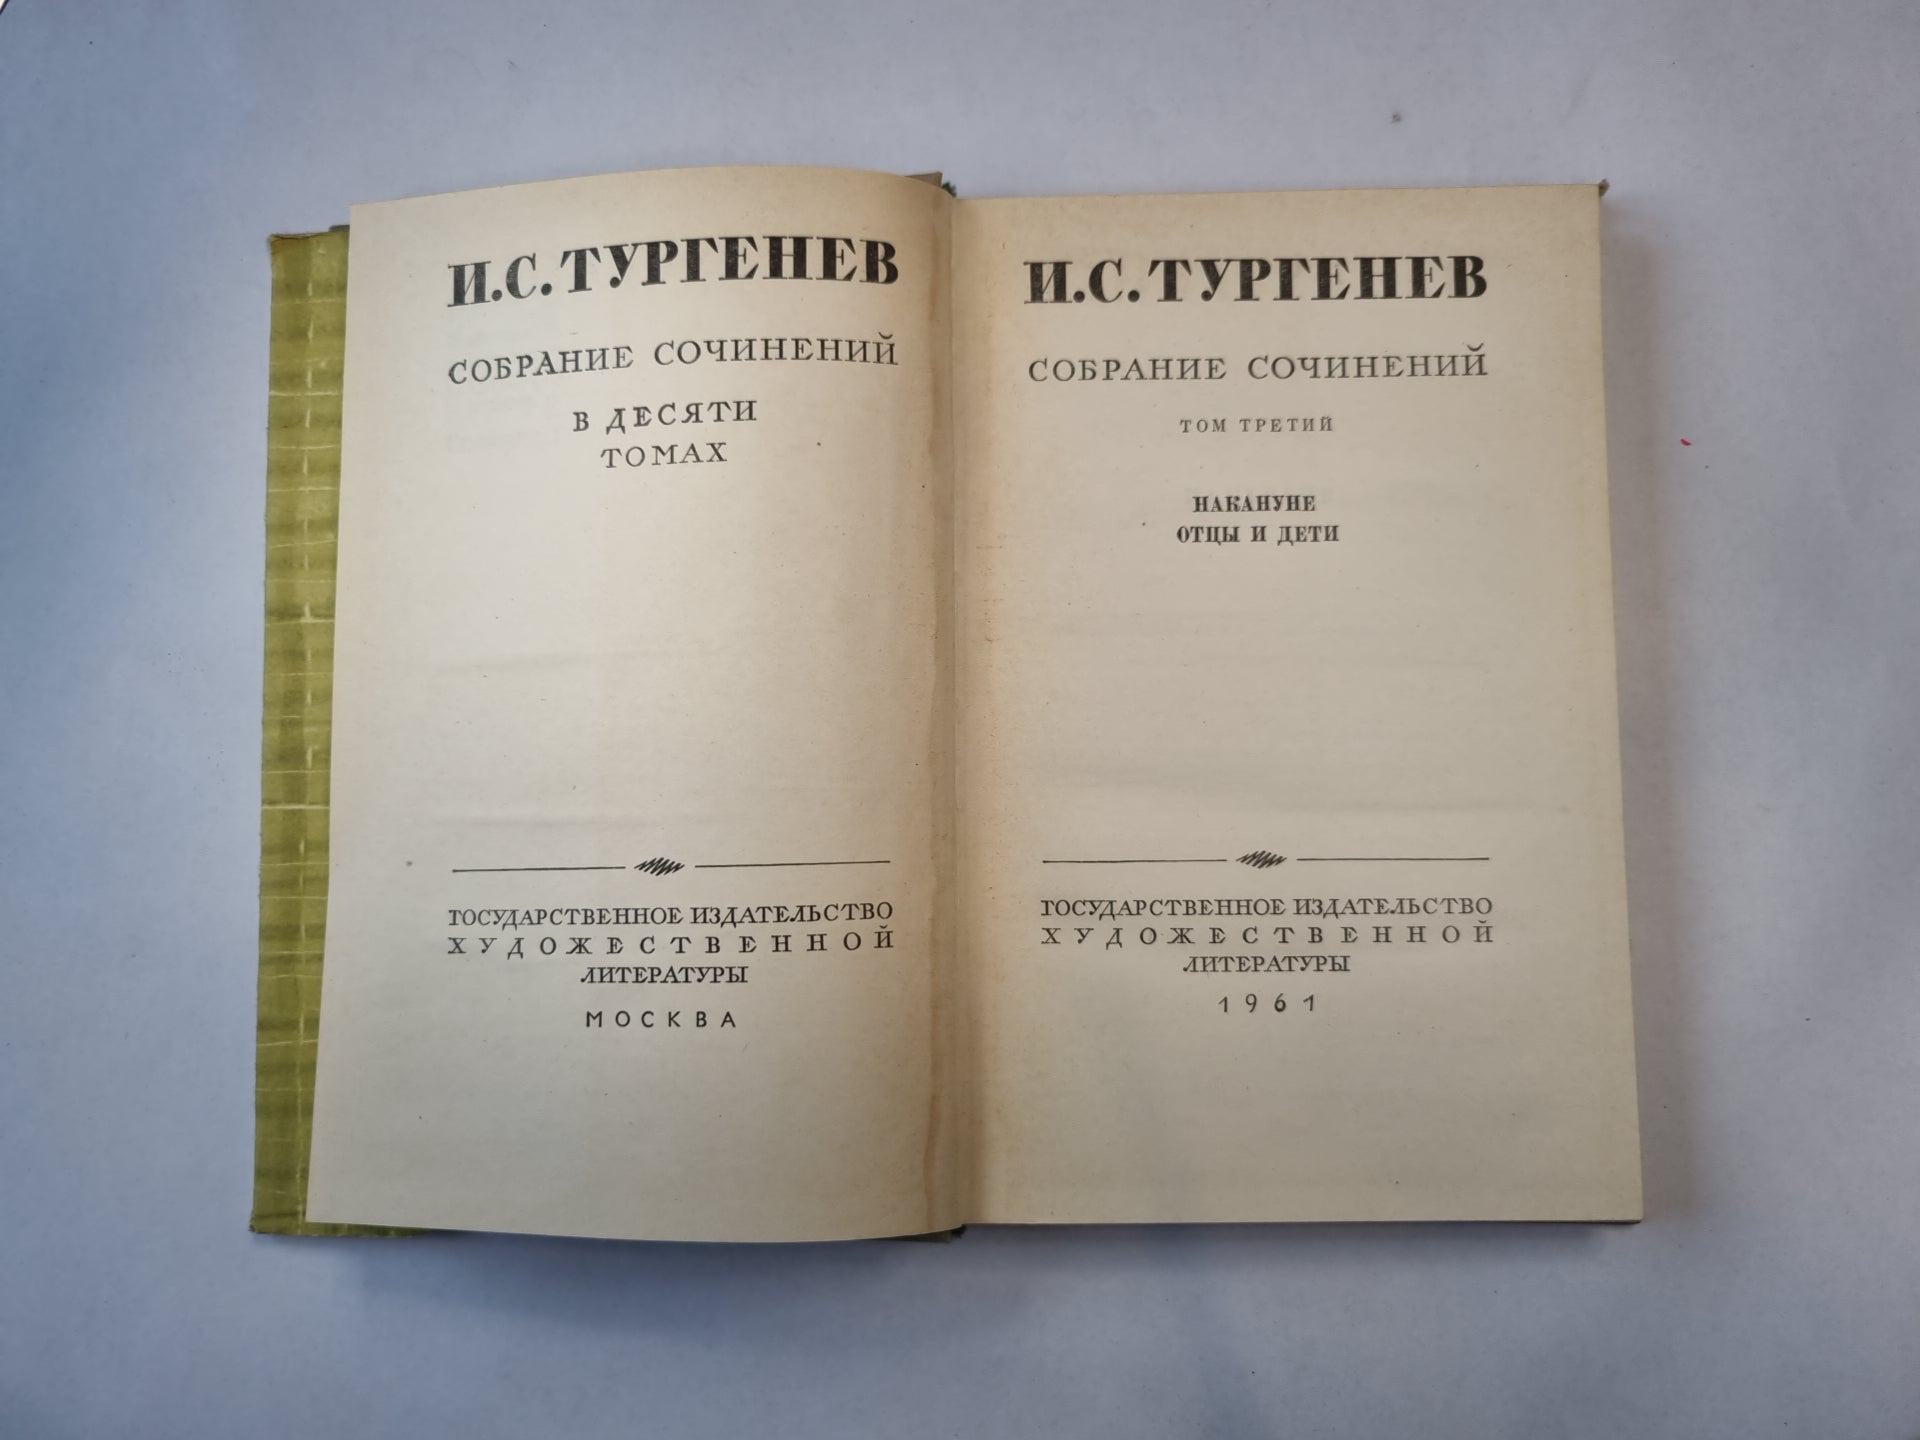 И.С.ТУРГЕНЕВ
СОБРАНИЕ СОЧИНЕНИЙ
В ДЕСЯТИ
ТОМАХ
ГОСУДАРСТВЕННОЕ ИЗДАТЕЛЬСТВО
ХУДОЖЕСТВЕННОЙ
ЛИТЕРАТУРЫ
МОСКВА
И.С.ТУРГЕНЕВ
СОБРАНИЕ СОЧИНЕНИЙ
ТОМ ТРЕТИЙ
НАКАНУНЕ
ОТЦЫ И ДЕТИ
ГОСУДАРСТВЕННОЕ ИЗДАТЕЛЬСТВО
ХУДОЖЕСТВЕННОЙ
ЛИТЕРАТУРЫ
1961